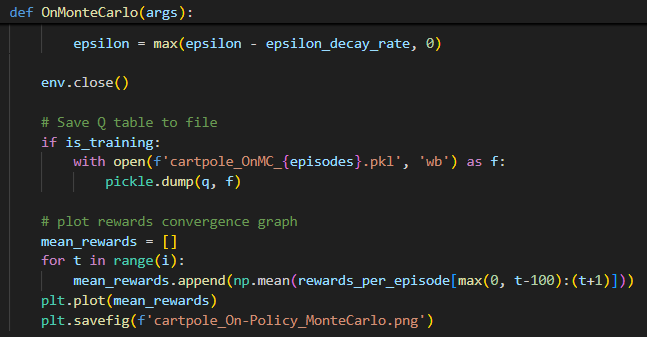 def OnMonteCarlo(args):
epsilon = max(epsilon - epsilon_decay_rate, 0)
env.close()
# Save Q table to file
if is_training:
with open(f'cartpole_OnMC_{episodes}.pkl', 'wb') as f:
pickle.dump(q, f)
# plot rewards convergence graph
mean_rewards = []
for t in range(i):
mean_rewards.append(np.mean(rewards_per_episode[max(0, t-100):(t+1)]))
plt.plot(mean_rewards)
plt.savefig(f'cartpole_On-Policy_MonteCarlo.png')